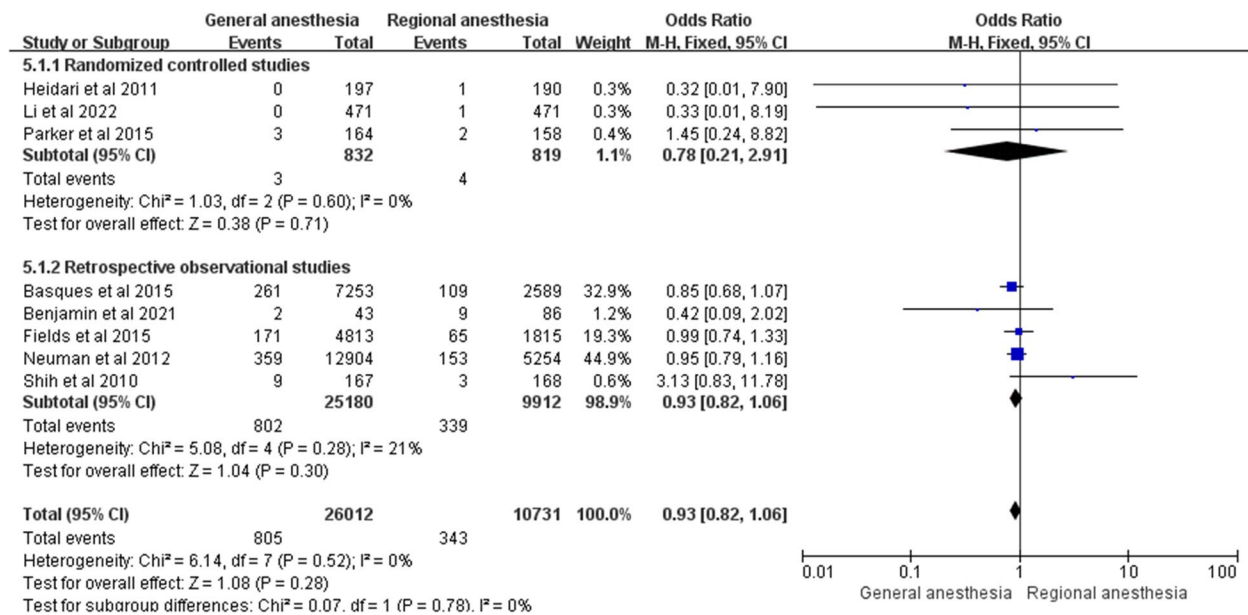 General anesthesia Regional anesthesia Odds Ratio Odds Ratio
Study or Subgroup Events Total Events Total Weight M-H, Fixed, 95% CI M-H, Fixed, 95% CI
5.1.1 Randomized controlled studies
Heidari et al 2011 0 197 1 190 0.3% 0.32 [0.01, 7.90]
Li et al 2022 0 471 1 471 0.3% 0.33 [0.01, 8.19]
Parker et al 2015 3 164 2 158 0.4% 1.45 [0.24, 8.82]
Subtotal (95% CI) 832 819 1.1% 0.78 [0.21, 2.91]
Total events 3 4
Heterogeneity: Chi² = 1.03, df = 2 (P = 0.60); I² = 0%
Test for overall effect: Z = 0.38 (P = 0.71)
5.1.2 Retrospective observational studies
Basques et al 2015 261 7253 109 2589 32.9% 0.85 [0.68, 1.07]
Benjamin et al 2021 2 43 9 86 1.2% 0.42 [0.09, 2.02]
Fields et al 2015 171 4813 65 1815 19.3% 0.99 [0.74, 1.33]
Neuman et al 2012 359 12904 153 5254 44.9% 0.95 [0.79, 1.16]
Shih et al 2010 9 167 3 168 0.6% 3.13 [0.83, 11.78]
Subtotal (95% CI) 25180 9912 98.9% 0.93 [0.82, 1.06]
Total events 802 339
Heterogeneity: Chi² = 5.08, df = 4 (P = 0.28); I² = 21%
Test for overall effect: Z = 1.04 (P = 0.30)
Total (95% CI) 26012 10731 100.0% 0.93 [0.82, 1.06]
Total events 805 343
Heterogeneity: Chi² = 6.14, df = 7 (P = 0.52); I² = 0%
Test for overall effect: Z = 1.08 (P = 0.28)
Test for subgroup differences: Chi² = 0.07, df = 1 (P = 0.78), I² = 0%
0.01 0.1 1 10 100
General anesthesia Regional anesthesia